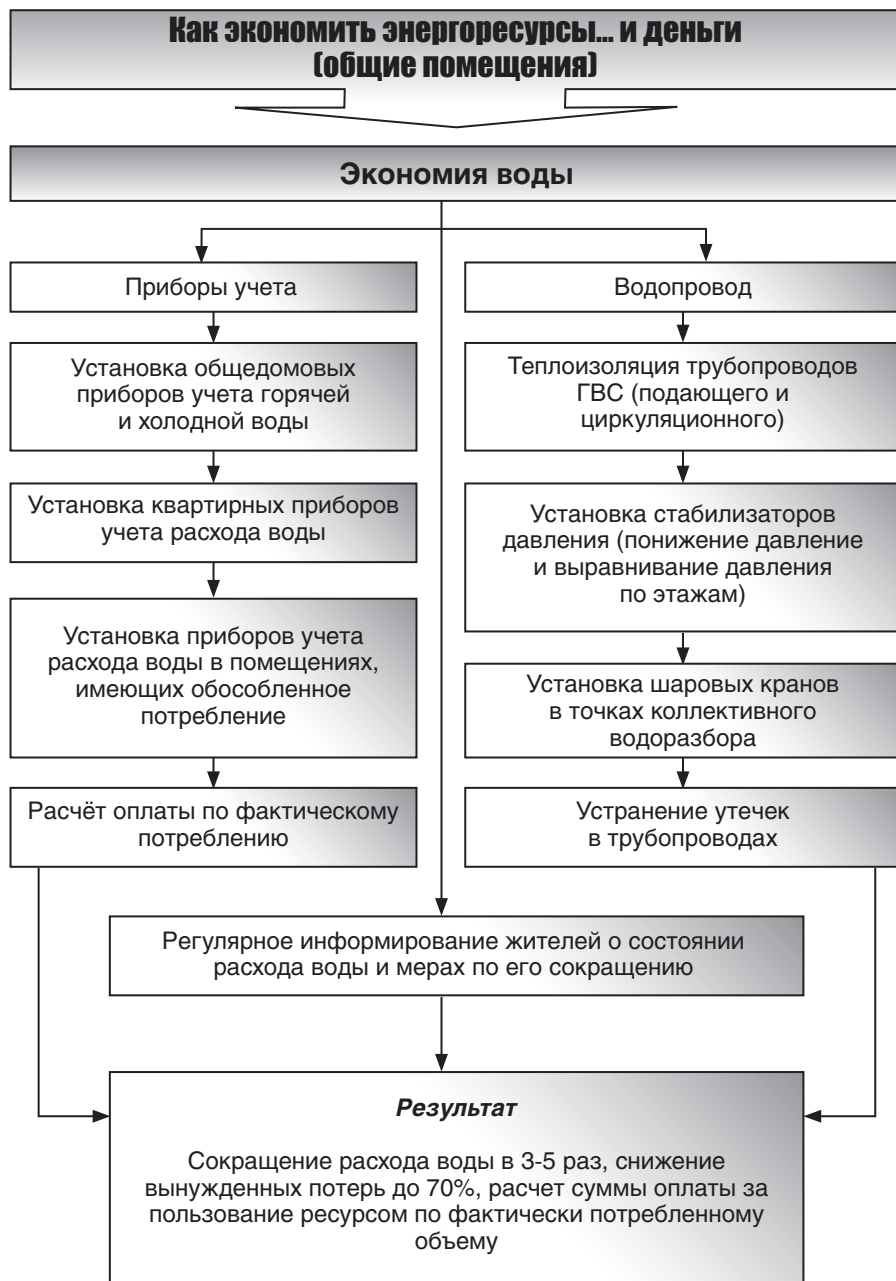 Как экономить энергоресурсы... и деньги
(общие помещения)
Экономия воды
Приборы учета
Установка общедомовых
приборов учета горячей
и холодной воды
Установка квартирных приборов
учета расхода воды
Установка приборов учета
расхода воды в помещениях,
имеющих обособленное
потребление
Расчёт оплаты по фактическому
потреблению
Водопровод
Теплоизоляция трубопроводов
ГВС (подающего и
циркуляционного)
Установка стабилизаторов
давления (понижение давление
и выравнивание давления
по этажам)
Установка шаровых кранов
в точках коллективного
водоразбора
Устранение утечек
в трубопроводах
Регулярное информирование жителей о состоянии
расхода воды и мерах по его сокращению
Результат
Сокращение расхода воды в 3-5 раз, снижение
вынужденных потерь до 70%, расчет суммы оплаты за
пользование ресурсом по фактически потребленному
объему